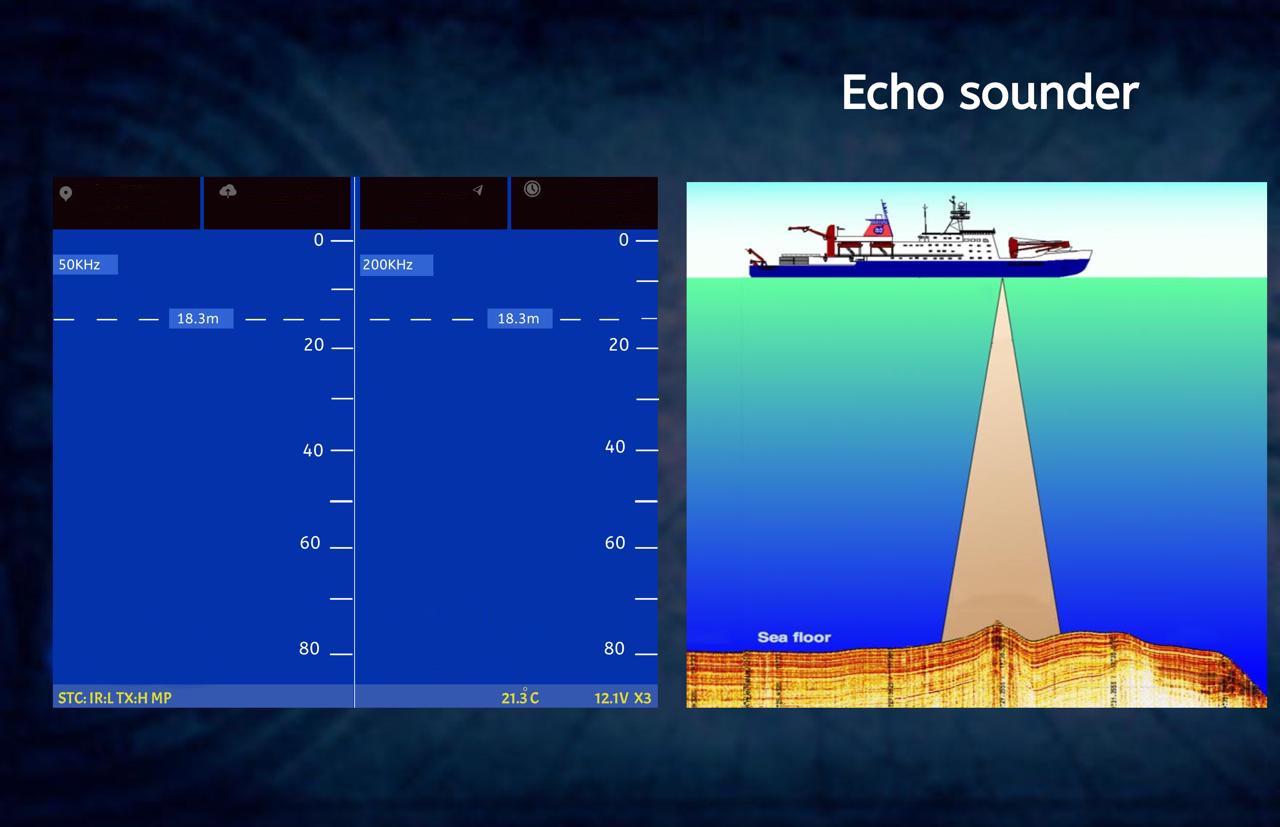 Echo sounder
50KHz
200KHz
0
0
18.3m
18.3m
20
20
40
40
60
60
80
80
STC: IR:L TX:H MP
21.3°C
12.1V X3
Sea floor